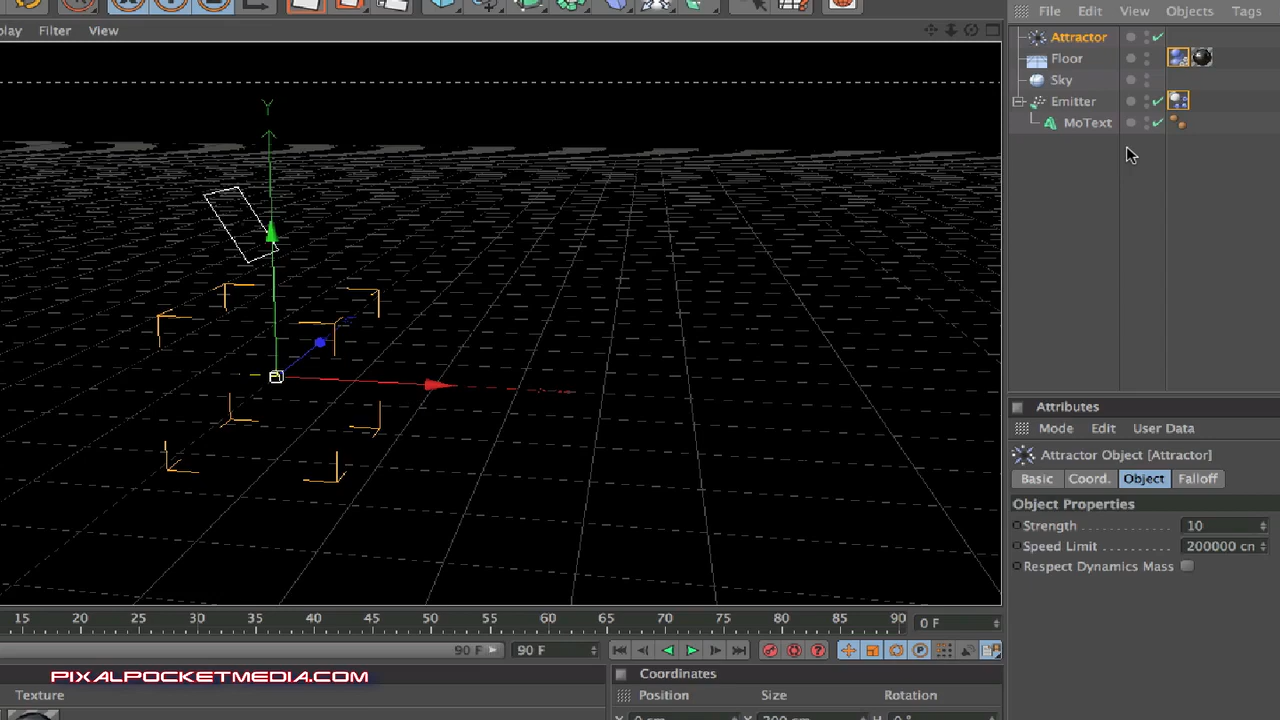 play Filter View
File Edit View Objects Tags
Attractor
Floor
Sky
Emitter
MoText
Y
Attributes
Mode Edit User Data
Attractor Object [Attractor]
Basic Coord. Object Falloff
Object Properties
Strength 10
Speed Limit 200000 cn
Respect Dynamics Mass
15 20 25 30 35 40 45 50 55 60 65 70 75 80 85 90 0 F
90 F 90 F
PIXALPOCKETMEDIA.COM
Texture
Coordinates
Position Size Rotation